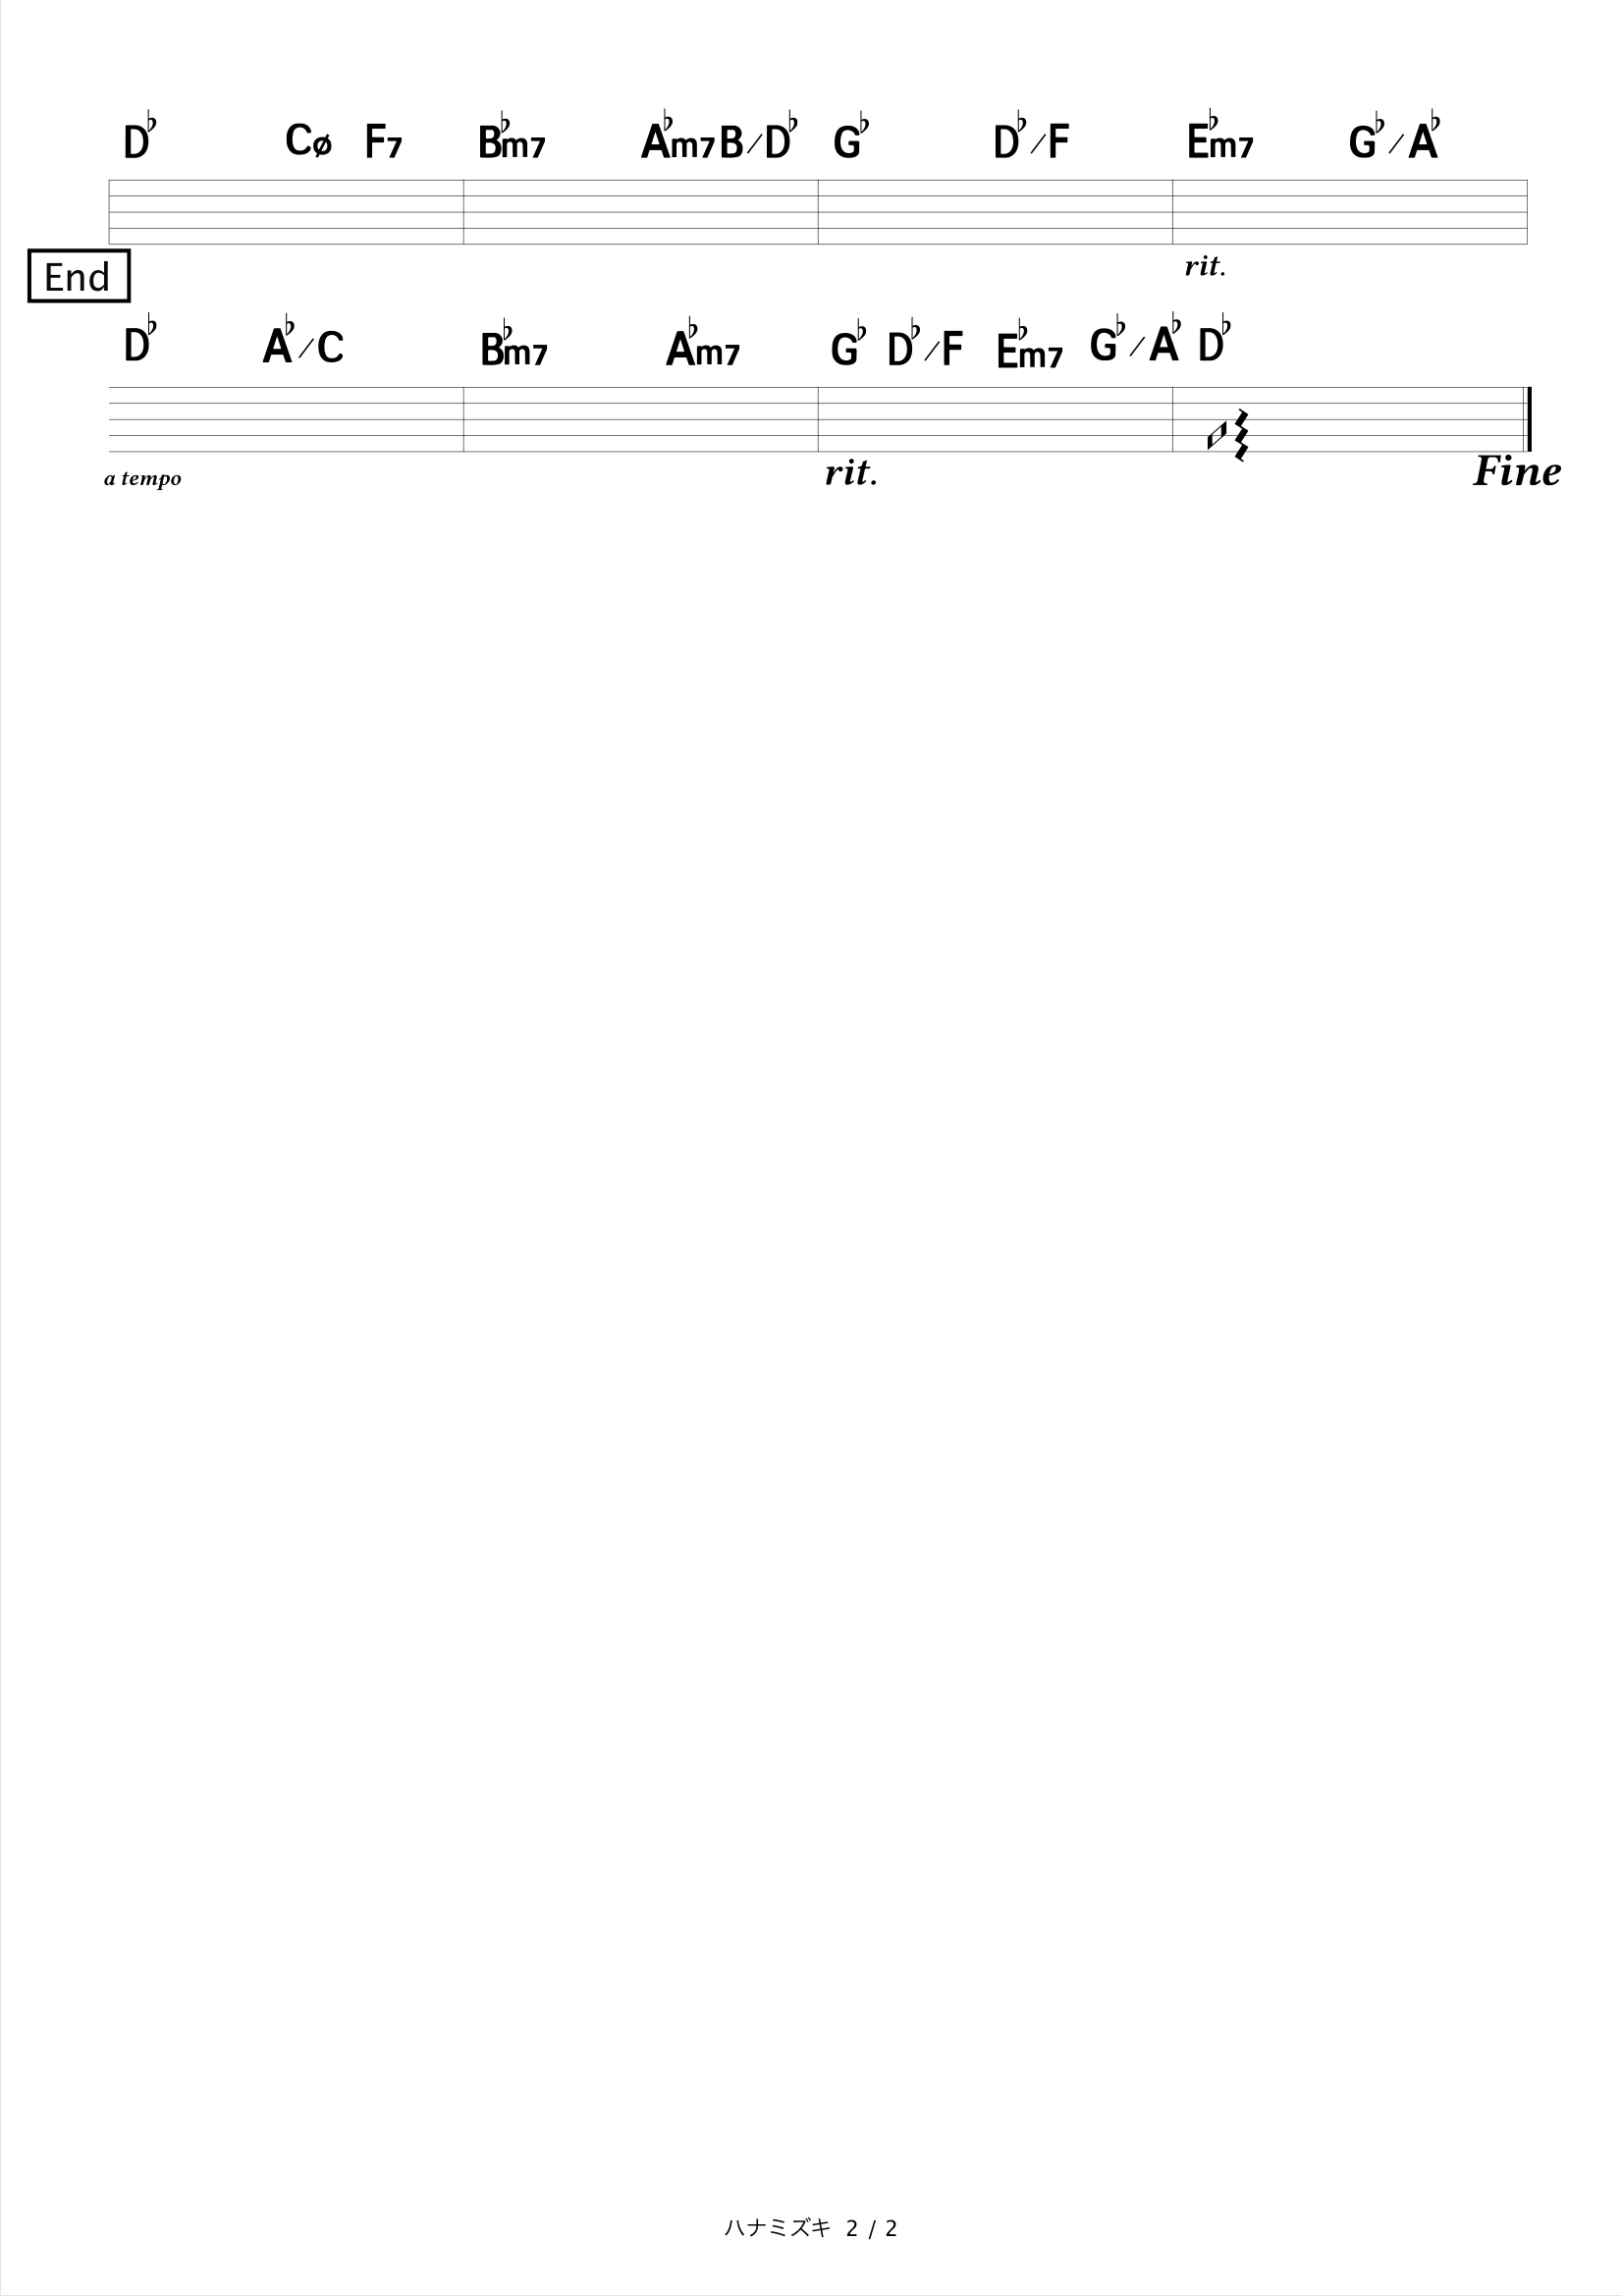 D♭ Cø F7 B♭m7 A♭m7 B/D♭ G♭ D♭/F E♭m7 G♭/A♭
rit.
End
D♭ A♭/C B♭m7 A♭m7 G♭ D♭/F E♭m7 G♭/A♭ D♭
a tempo rit. Fine
ハナミズキ 2 / 2